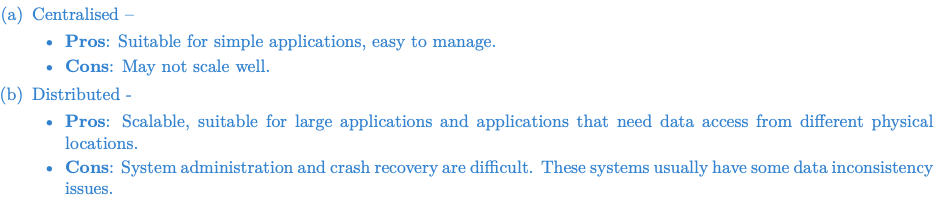 (a) Centralised –
• Pros: Suitable for simple applications, easy to manage.
• Cons: May not scale well.
(b) Distributed -
• Pros: Scalable, suitable for large applications and applications that need data access from different physical
locations.
• Cons: System administration and crash recovery are difficult. These systems usually have some data inconsistency
issues.